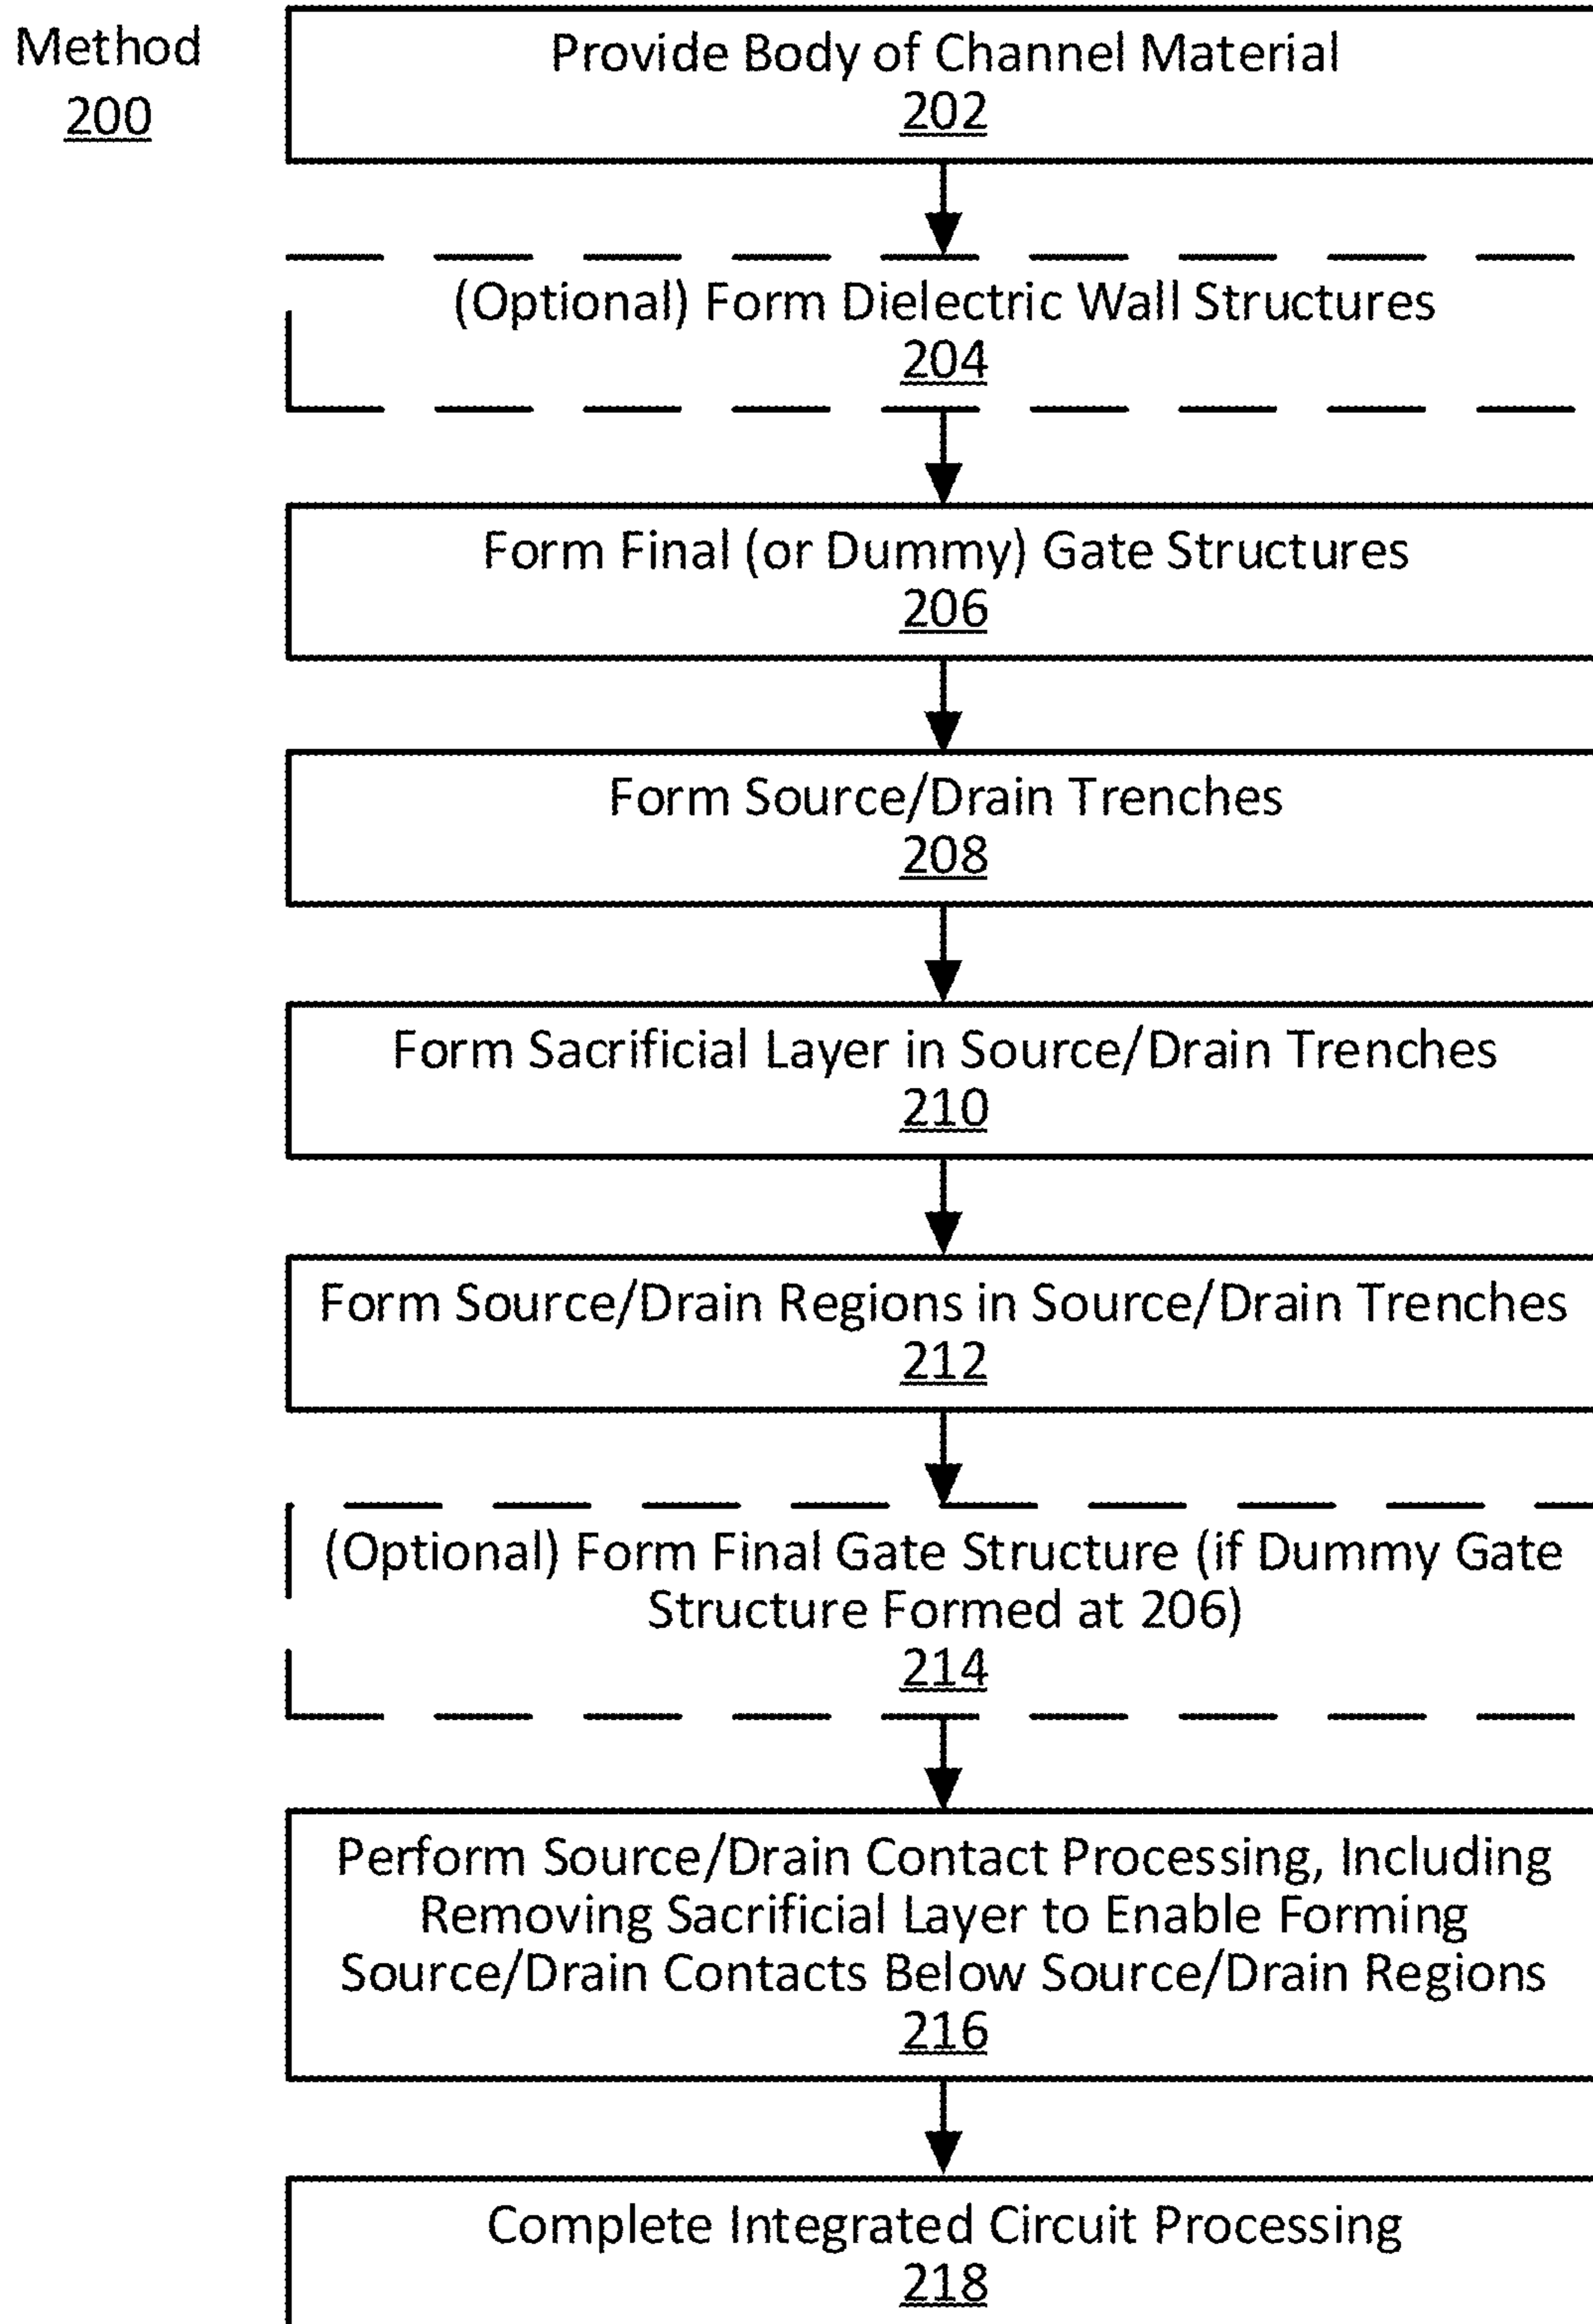 Method
200
Provide Body of Channel Material
202
(Optional) Form Dielectric Wall Structures
204
Form Final (or Dummy) Gate Structures
206
Form Source/Drain Trenches
208
Form Sacrificial Layer in Source/Drain Trenches
210
Form Source/Drain Regions in Source/Drain Trenches
212
(Optional) Form Final Gate Structure (if Dummy Gate
Structure Formed at 206)
214
Perform Source/Drain Contact Processing, Including
Removing Sacrificial Layer to Enable Forming
Source/Drain Contacts Below Source/Drain Regions
216
Complete Integrated Circuit Processing
218